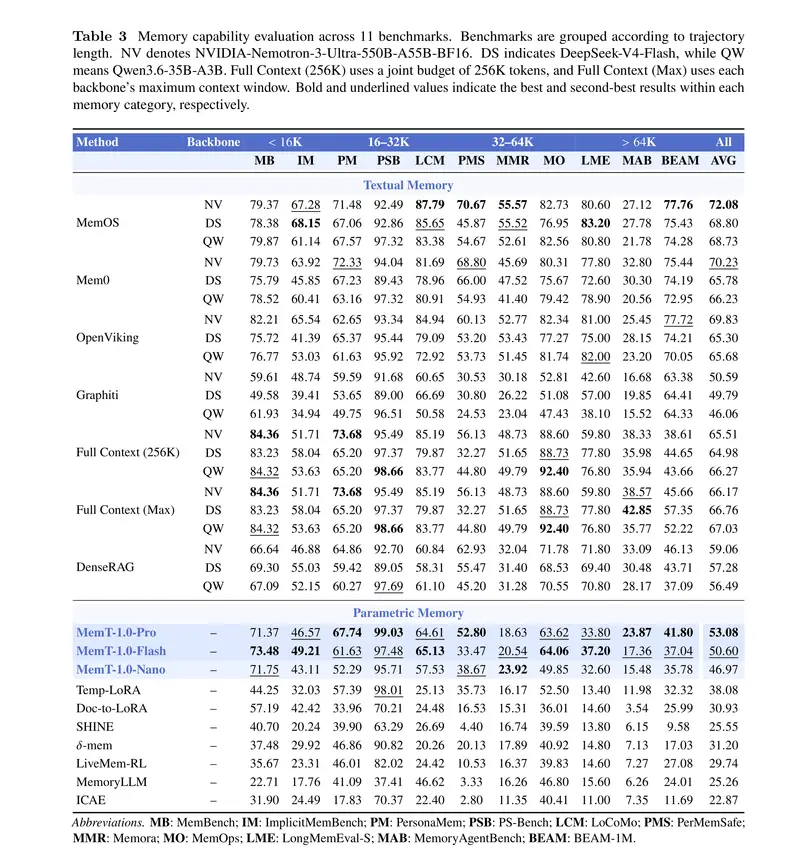 Table 3 Memory capability evaluation across 11 benchmarks. Benchmarks are grouped according to trajectory
length. NV denotes NVIDIA-Nemotron-3-Ultra-550B-A55B-BF16. DS indicates DeepSeek-V4-Flash, while QW
means Qwen3.6-35B-A3B. Full Context (256K) uses a joint budget of 256K tokens, and Full Context (Max) uses each
backbone's maximum context window. Bold and underlined values indicate the best and second-best results within each
memory category, respectively.
Method Backbone < 16K 16–32K 32–64K > 64K All
MB IM PM PSB LCM PMS MMR MO LME MAB BEAM AVG
Textual Memory
NV 79.37 67.28 71.48 92.49 87.79 70.67 55.57 82.73 80.60 27.12 77.76 72.08
MemOS DS 78.38 68.15 67.06 92.86 85.65 45.87 55.52 76.95 83.20 27.78 75.43 68.80
QW 79.87 61.14 67.57 97.32 83.38 54.67 52.61 82.56 80.80 21.78 74.28 68.73
NV 79.73 63.92 72.33 94.04 81.69 68.80 45.69 80.31 77.80 32.80 75.44 70.23
Mem0 DS 75.79 45.85 67.23 89.43 78.96 66.00 47.52 75.67 72.60 30.30 74.19 65.78
QW 78.52 60.41 63.16 97.32 80.91 54.93 41.40 79.42 78.90 20.56 72.95 66.23
NV 82.21 65.54 62.65 93.34 84.94 60.13 52.77 82.34 81.00 25.45 77.72 69.83
OpenViking DS 75.72 41.39 65.37 95.44 79.09 53.20 53.43 77.27 75.00 28.15 74.21 65.30
QW 76.77 53.03 61.63 95.92 72.92 53.73 51.45 81.74 82.00 23.20 70.05 65.68
NV 59.61 48.74 59.59 91.68 60.65 30.53 30.18 52.81 42.60 16.68 63.38 50.59
Graphiti DS 49.58 39.41 53.65 89.00 66.69 30.80 26.22 51.08 57.00 19.85 64.41 49.79
QW 61.93 34.94 49.75 96.51 50.58 24.53 23.04 47.43 38.10 15.52 64.33 46.06
NV 84.36 51.71 73.68 95.49 85.19 56.13 48.73 88.60 59.80 38.33 38.61 65.51
Full Context (256K) DS 83.23 58.04 65.20 97.37 79.87 32.27 51.65 88.73 77.80 35.98 44.65 64.98
QW 84.32 53.63 65.20 98.66 83.77 44.80 49.79 92.40 76.80 35.94 43.66 66.27
NV 84.36 51.71 73.68 95.49 85.19 56.13 48.73 88.60 59.80 38.57 45.66 66.17
Full Context (Max) DS 83.23 58.04 65.20 97.37 79.87 32.27 51.65 88.73 77.80 42.85 57.35 66.76
QW 84.32 53.63 65.20 98.66 83.77 44.80 49.79 92.40 76.80 35.77 52.22 67.03
NV 66.64 46.88 64.86 92.70 60.84 62.93 32.04 71.78 71.80 33.09 46.13 59.06
DenseRAG DS 69.30 55.03 59.42 89.05 58.31 55.47 31.40 68.53 69.40 30.48 43.71 57.28
QW 67.09 52.15 60.27 97.69 61.10 45.20 31.28 70.55 70.80 28.17 37.09 56.49
Parametric Memory
MemT-1.0-Pro – 71.37 46.57 67.74 99.03 64.61 52.80 18.63 63.62 33.80 23.87 41.80 53.08
MemT-1.0-Flash – 73.48 49.21 61.63 97.48 65.13 33.47 20.54 64.06 37.20 17.36 37.04 50.60
MemT-1.0-Nano – 71.75 43.11 52.29 95.71 57.53 38.67 23.92 49.85 32.60 15.48 35.78 46.97
Temp-LoRA – 44.25 32.03 57.39 98.01 25.13 35.73 16.17 52.50 13.40 11.98 32.32 38.08
Doc-to-LoRA – 57.19 42.42 33.96 70.21 24.48 16.53 15.31 36.01 14.60 3.54 25.99 30.93
SHINE – 40.70 20.24 39.90 63.29 26.69 4.40 16.74 39.59 13.80 6.15 9.58 25.55
δ-mem – 37.48 29.92 46.86 90.82 20.26 20.13 17.89 40.92 14.80 7.13 17.03 31.20
LiveMem-RL – 35.67 23.31 46.01 82.02 24.42 10.53 16.37 39.83 14.60 7.27 27.08 29.74
MemoryLLM – 22.71 17.76 41.09 37.41 46.62 3.33 16.26 46.80 15.60 6.26 24.01 25.26
ICAE – 31.90 24.49 17.83 70.37 22.40 2.80 11.35 40.41 11.00 7.35 11.69 22.87
Abbreviations. MB: MemBench; IM: ImplicitMemBench; PM: PersonaMem; PSB: PS-Bench; LCM: LoCoMo; PMS: PerMemSafe;
MMR: Memora; MO: MemOps; LME: LongMemEval-S; MAB: MemoryAgentBench; BEAM: BEAM-1M.